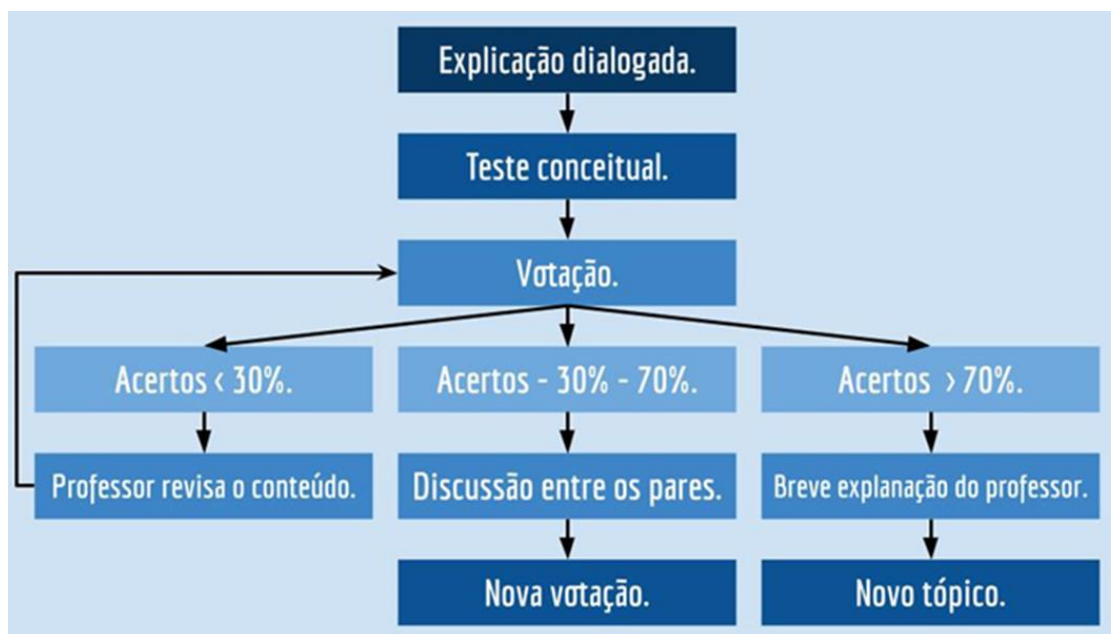 Explicação dialogada.
Teste conceitual.
Votação.
Acertos < 30%.
Acertos - 30% - 70%.
Acertos > 70%.
Professor revisa o conteúdo.
Discussão entre os pares.
Breve explanação do professor.
Nova votação.
Novo tópico.